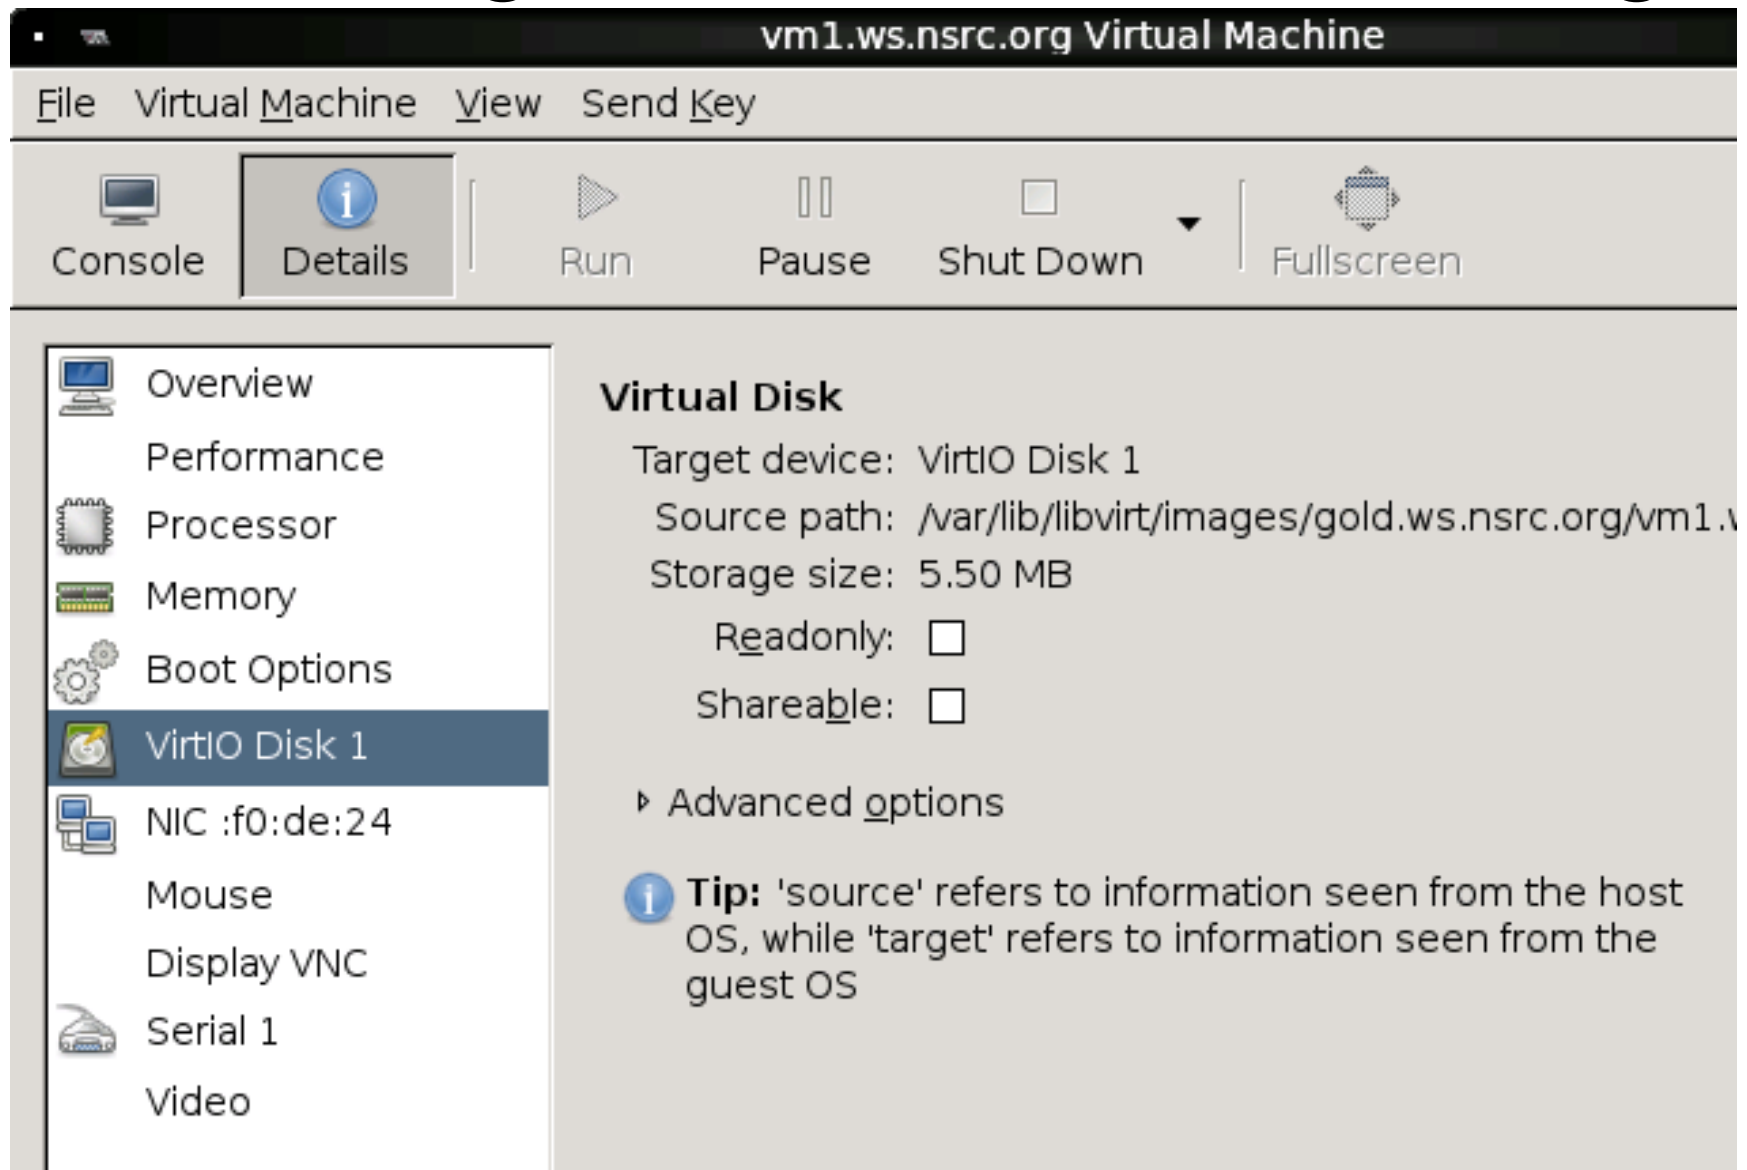 vm1.ws.nsrc.org Virtual Machine
File Virtual Machine View Send Key
Console Details Run Pause Shut Down Fullscreen
Overview
Performance
Processor
Memory
Boot Options
VirtIO Disk 1
NIC :f0:de:24
Mouse
Display VNC
Serial 1
Video
Virtual Disk
Target device: VirtIO Disk 1
Source path: /var/lib/libvirt/images/gold.ws.nsrc.org/vm1.
Storage size: 5.50 MB
Readonly:
Shareable:
Advanced options
Tip: 'source' refers to information seen from the host
OS, while 'target' refers to information seen from the
guest OS